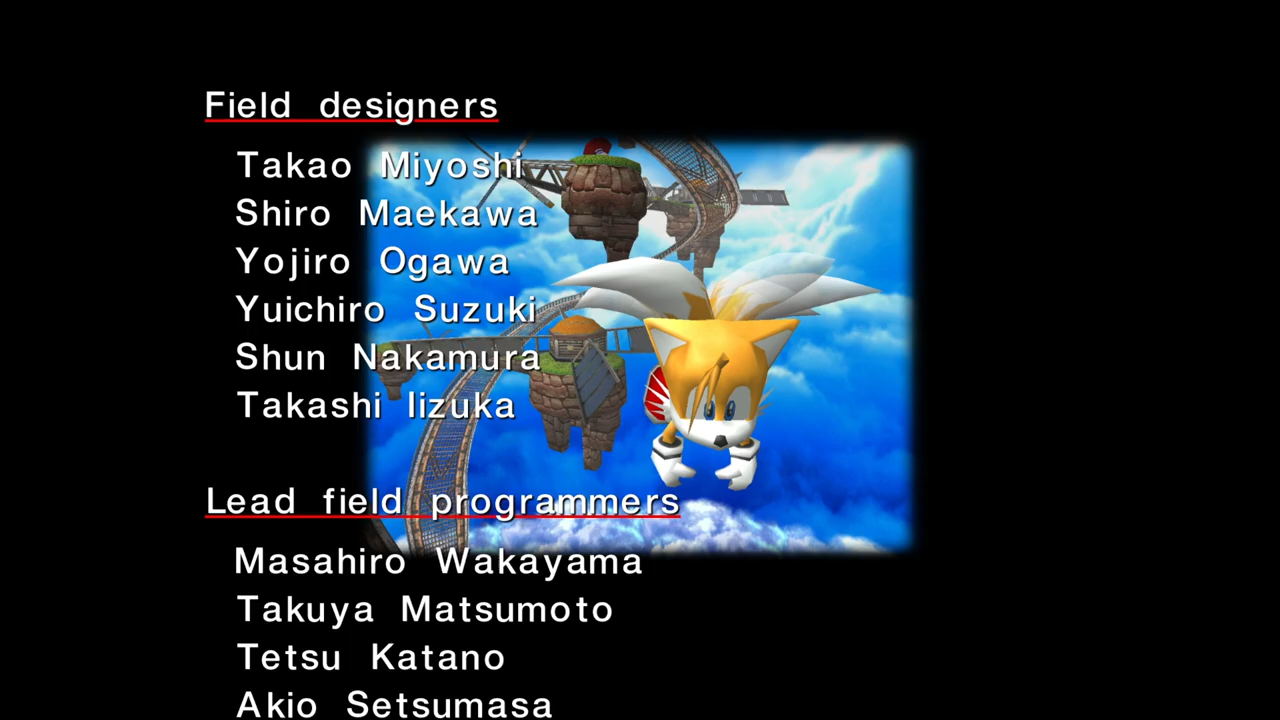 Field designers
Takao Miyoshi
Shiro Maekawa
Yojiro Ogawa
Yuichiro Suzuki
Shun Nakamura
Takashi Iizuka
Lead field programmers
Masahiro Wakayama
Takuya Matsumoto
Tetsu Katano
Akio Setsumasa